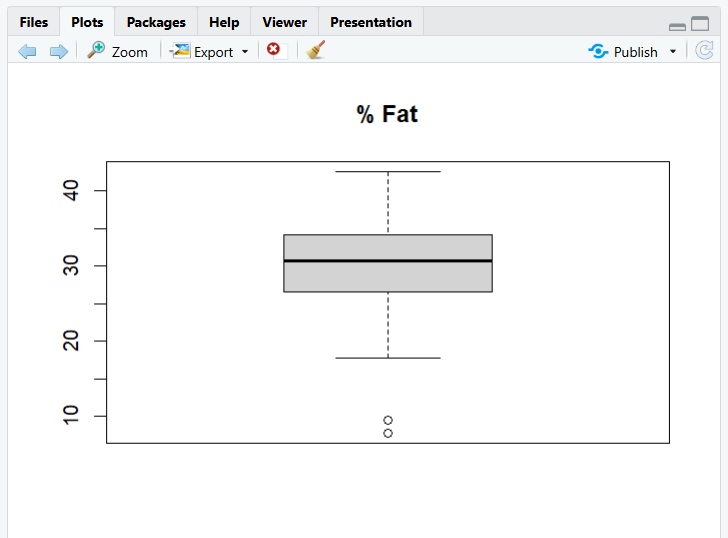 Files Plots Packages Help Viewer Presentation
Zoom Export Publish
% Fat
40
30
20
10